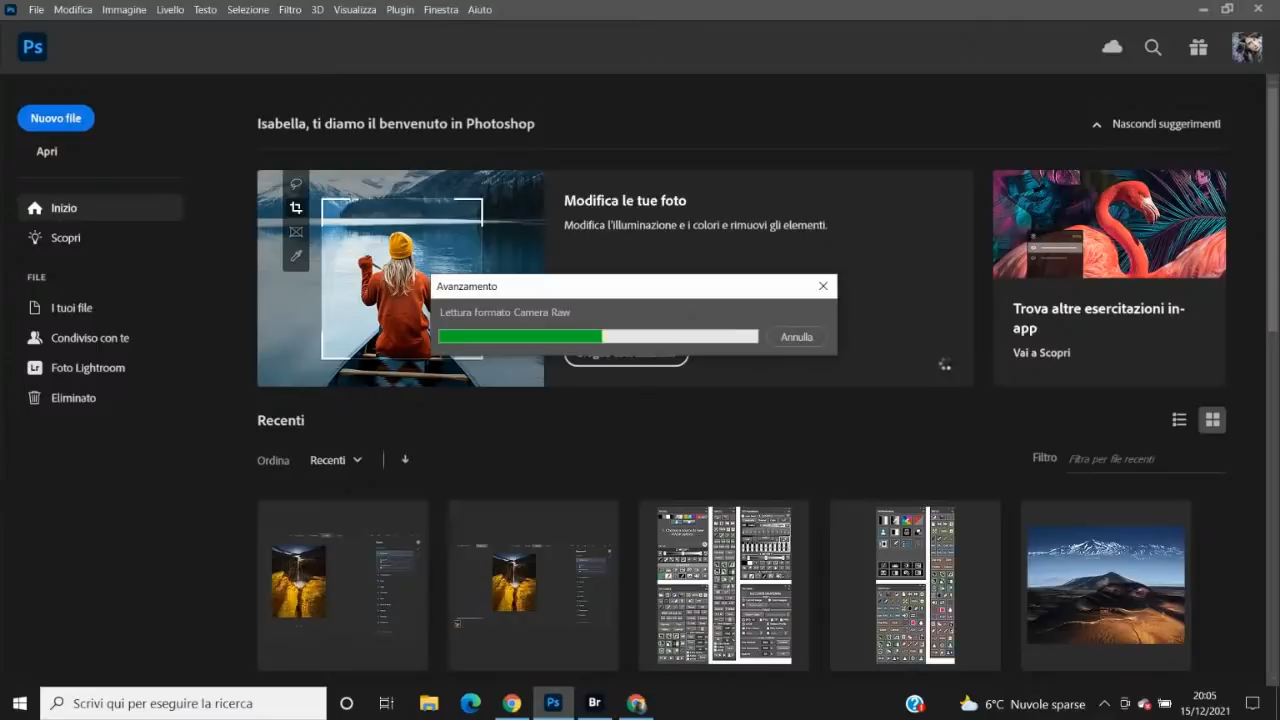 Ps
File
Modifica
Immagine
Livello
Testo
Selezione
Filtro
3D
Visualizza
Plugin
Finestra
Aiuto
Ps
Nuovo file
Apri
Inizio
Scopri
FILE
I tuoi file
Condiviso con te
Lr
Foto Lightroom
Eliminato
Isabella, ti diamo il benvenuto in Photoshop
Nascondi suggerimenti
Modifica le tue foto
Modifica l'illuminazione e i colori e rimuovi gli elementi.
Avanzamento
Lettura formato Camera Raw
Annulla
Trova altre esercitazioni in-
app
Vai a Scopri
Recenti
Ordina
Recenti
Filtro
Filtra per file recenti
Scrivi qui per eseguire la ricerca
Ps
Br
6°C Nuvole sparse
20:05
15/12/2021